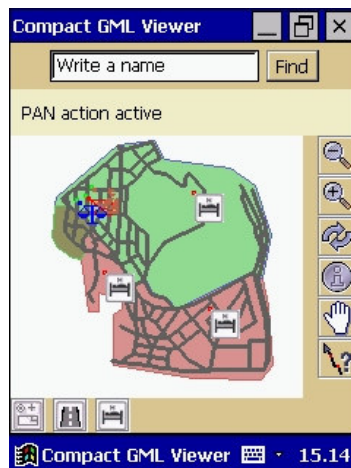 Compact GML Viewer
Write a name
Find
PAN action active
Compact GML Viewer
15.14